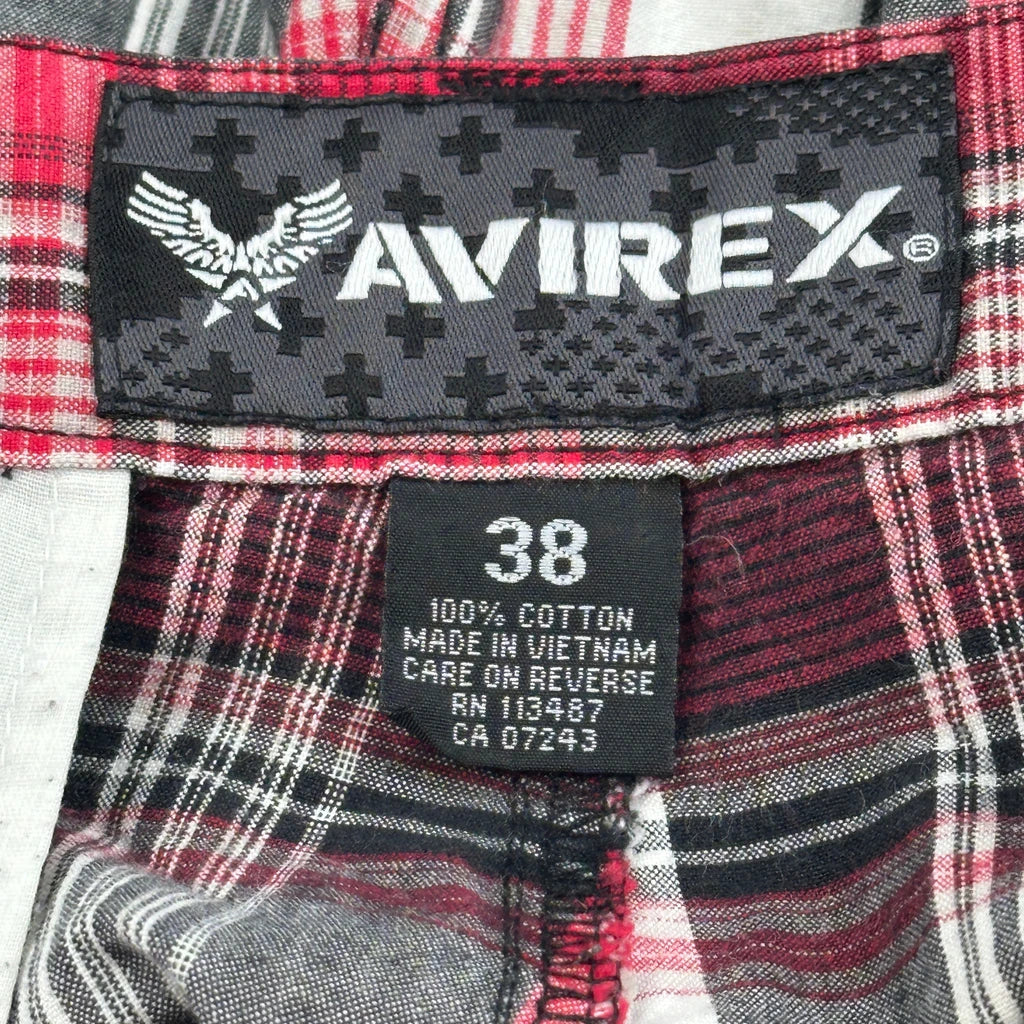 AVIREX®
38
100% COTTON
MADE IN VIETNAM
CARE ON REVERSE
RN 113487
CA 07243